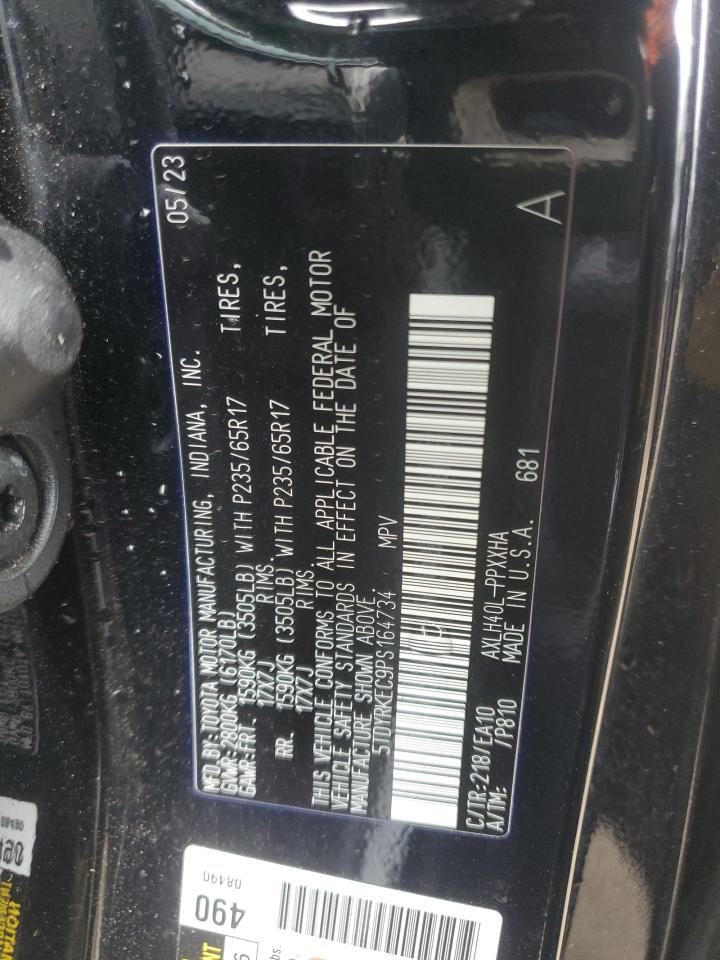 MFD.BY:TOYOTA MOTOR MANUFACTURING, INDIANA, INC. 05/23
GVWR:2800KG(6170LB)
GAWR:FRT. 1590KG(3505LB) WITH P235/65R17 TIRES,
17X7J RIMS
RR. 1590KG(3505LB) WITH P235/65R17 TIRES,
17X7J RIMS
THIS VEHICLE CONFORMS TO ALL APPLICABLE FEDERAL MOTOR
VEHICLE SAFETY STANDARDS IN EFFECT ON THE DATE OF
MANUFACTURE SHOWN ABOVE.
5TDYRKEC9PS164734 MPV
C/TR:218/EA10 AXLH40L-PPXXHA
A/TM: /P810 MADE IN U.S.A. 681
A
490
08490